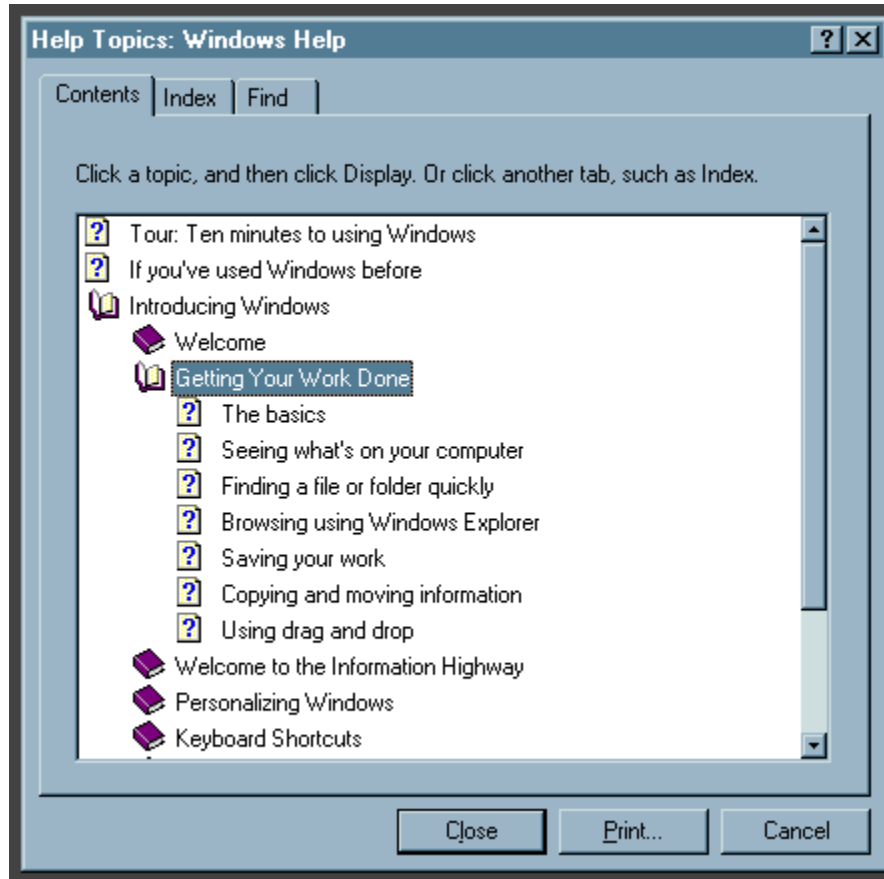 Help Topics: Windows Help
Contents Index Find
Click a topic, and then click Display. Or click another tab, such as Index.
Tour: Ten minutes to using Windows
If you've used Windows before
Introducing Windows
Welcome
Getting Your Work Done
The basics
Seeing what's on your computer
Finding a file or folder quickly
Browsing using Windows Explorer
Saving your work
Copying and moving information
Using drag and drop
Welcome to the Information Highway
Personalizing Windows
Keyboard Shortcuts
Close Print... Cancel